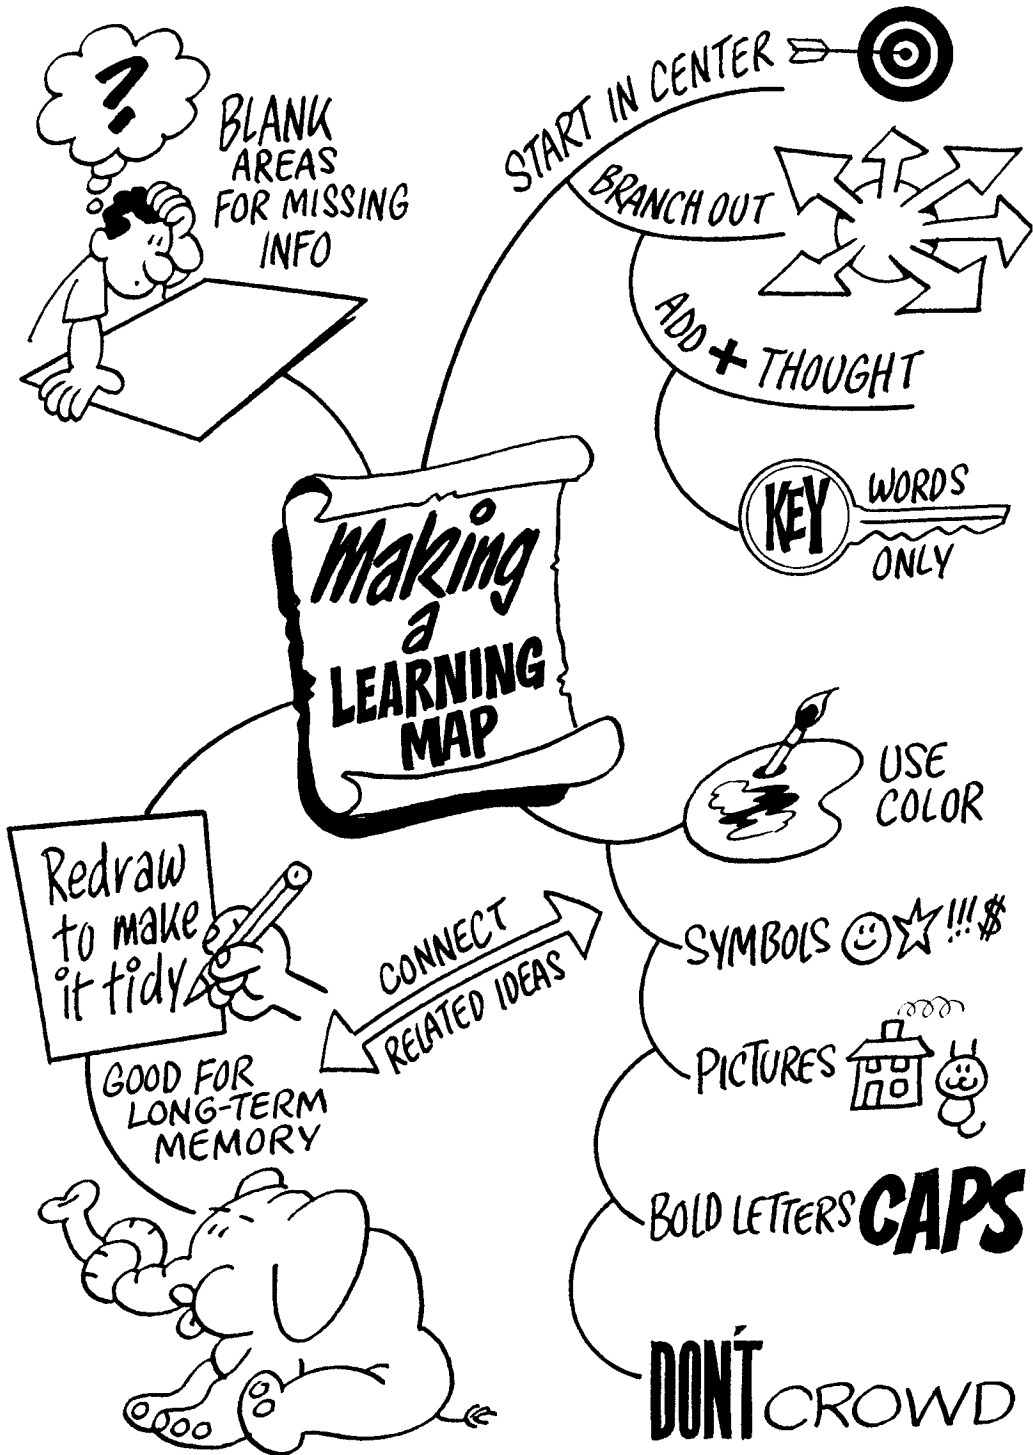 ?
BLANK
AREAS
FOR MISSING
INFO
START IN CENTER
BRANCH OUT
ADD + THOUGHT
KEY
WORDS
ONLY
Making
a
LEARNING
MAP
USE
COLOR
SYMBOLS !!! $
PICTURES
BOLD LETTERS CAPS
DON'T CROWD
CONNECT
RELATED IDEAS
Redraw
to make
it tidy
GOOD FOR
LONG-TERM
MEMORY